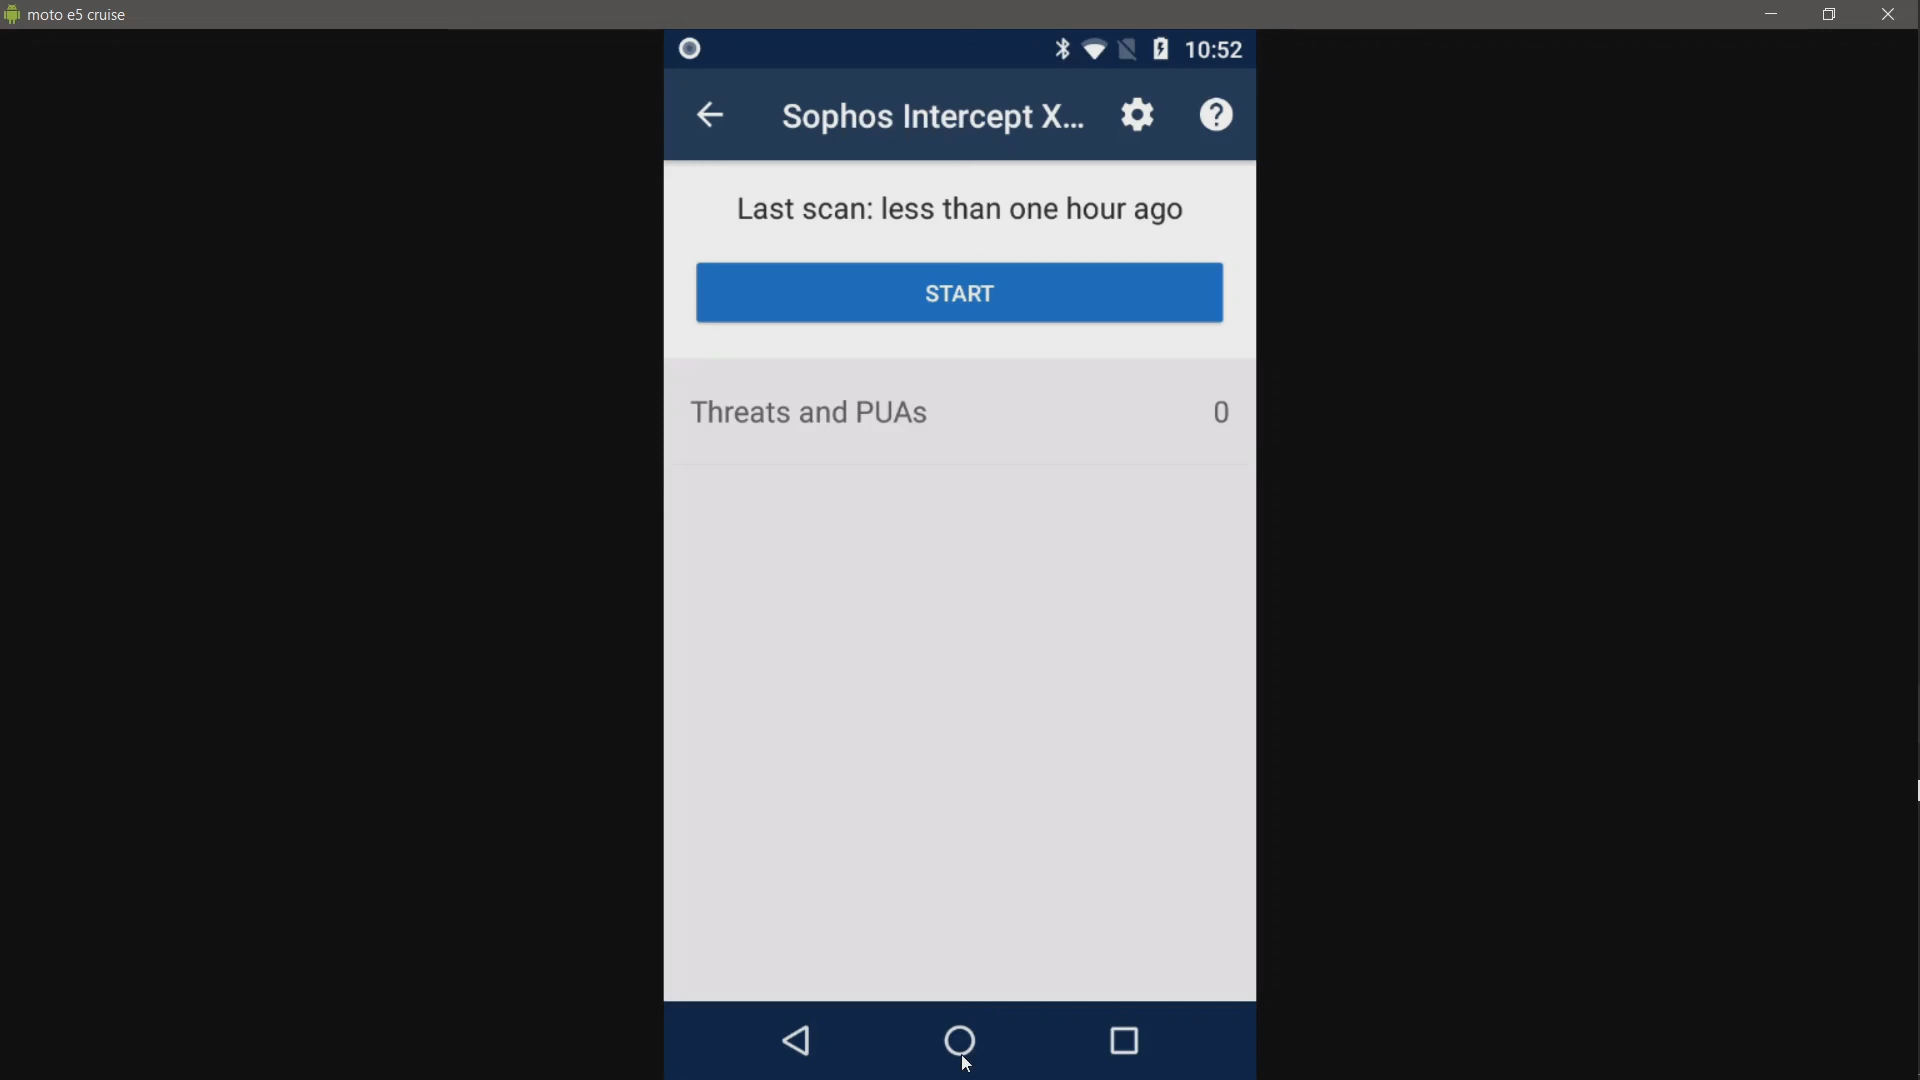 moto e5 cruise
10:52
Sophos Intercept X...
Last scan: less than one hour ago
START
Threats and PUAs 0